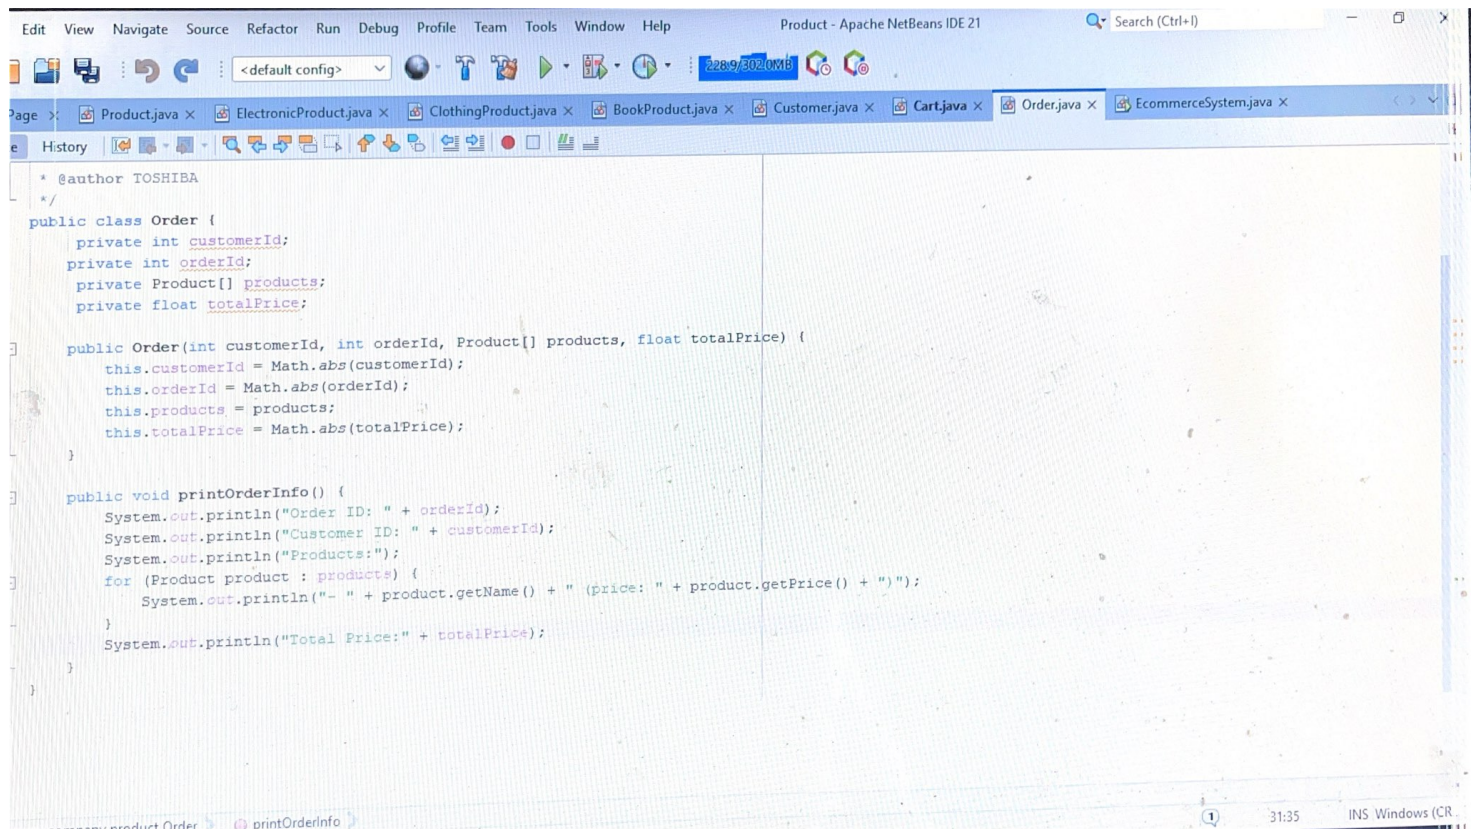 Edit View Navigate Source Refactor Run Debug Profile Team Tools Window Help Product - Apache NetBeans IDE 21 Search (Ctrl+I)
<default config> 228.9/302.0MB
Page Product.java ElectronicProduct.java ClothingProduct.java BookProduct.java Customer.java Cart.java Order.java EcommerceSystem.java
History
* @author TOSHIBA
*/
public class Order {
private int customerId;
private int orderId;
private Product[] products;
private float totalPrice;
public Order(int customerId, int orderId, Product[] products, float totalPrice) {
this.customerId = Math.abs(customerId);
this.orderId = Math.abs(orderId);
this.products = products;
this.totalPrice = Math.abs(totalPrice);
}
public void printOrderInfo() {
System.out.println("Order ID: " + orderId);
System.out.println("Customer ID: " + customerId);
System.out.println("Products:");
for (Product product : products) {
System.out.println("- " + product.getName() + " (price: " + product.getPrice() + ")");
}
System.out.println("Total Price:" + totalPrice);
}
}
product.Order printOrderInfo 1 31:35 INS Windows (CR